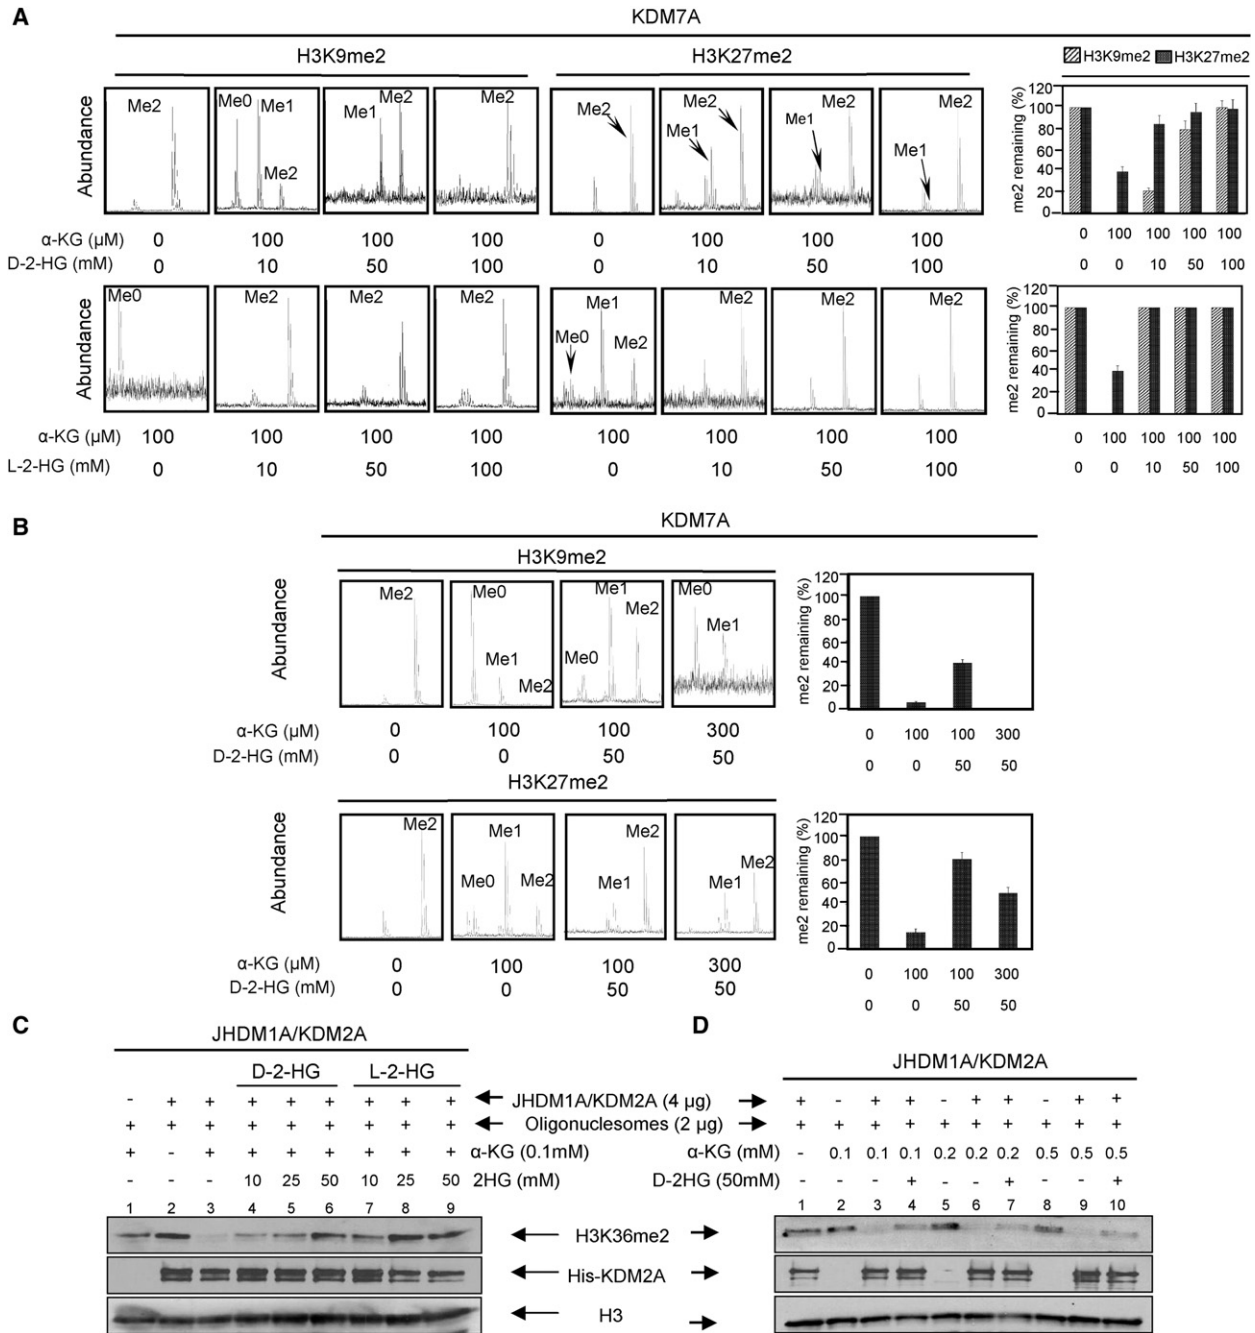 A
KDM7A
H3K9me2 H3K27me2
H3K9me2 H3K27me2
Abundance
Me2 Me0 Me1 Me2 Me1 Me2 Me2
Me2 Me2 Me1 Me1 Me2 Me1 Me2
me2 remaining (%)
120
100
80
60
40
20
0
α-KG (μM) 0 100 100 100 0 100 100 100
D-2-HG (mM) 0 10 50 100 0 10 50 100
0 100 100 100 100
0 0 10 50 100
Abundance
Me0 Me2 Me2 Me2
Me0 Me1 Me2 Me2 Me2 Me2
me2 remaining (%)
120
100
80
60
40
20
0
α-KG (μM) 100 100 100 100 100 100 100 100
L-2-HG (mM) 0 10 50 100 0 10 50 100
0 100 100 100 100
0 0 10 50 100
B
KDM7A
H3K9me2
Abundance
Me2 Me0 Me1 Me2 Me0 Me1 Me2 Me0 Me1
me2 remaining (%)
120
100
80
60
40
20
0
α-KG (μM) 0 100 100 300
D-2-HG (mM) 0 0 50 50
0 100 100 300
0 0 50 50
H3K27me2
Abundance
Me2 Me0 Me1 Me2 Me1 Me2 Me1 Me2
me2 remaining (%)
120
100
80
60
40
20
0
α-KG (μM) 0 100 100 300
D-2-HG (mM) 0 0 50 50
0 100 100 300
0 0 50 50
C
JHDM1A/KDM2A
D-2-HG L-2-HG
- + + + + + + + + JHDM1A/KDM2A (4 μg)
+ + + + + + + + + Oligonuclesomes (2 μg)
+ - + + + + + + + α-KG (0.1mM)
- - - 10 25 50 10 25 50 2HG (mM)
1 2 3 4 5 6 7 8 9
H3K36me2
His-KDM2A
H3
D
JHDM1A/KDM2A
+ - + + - + + - + +
+ + + + + + + + + +
α-KG (mM) - 0.1 0.1 0.1 0.2 0.2 0.2 0.5 0.5 0.5
D-2HG (50mM) - - - + - - + - - +
1 2 3 4 5 6 7 8 9 10